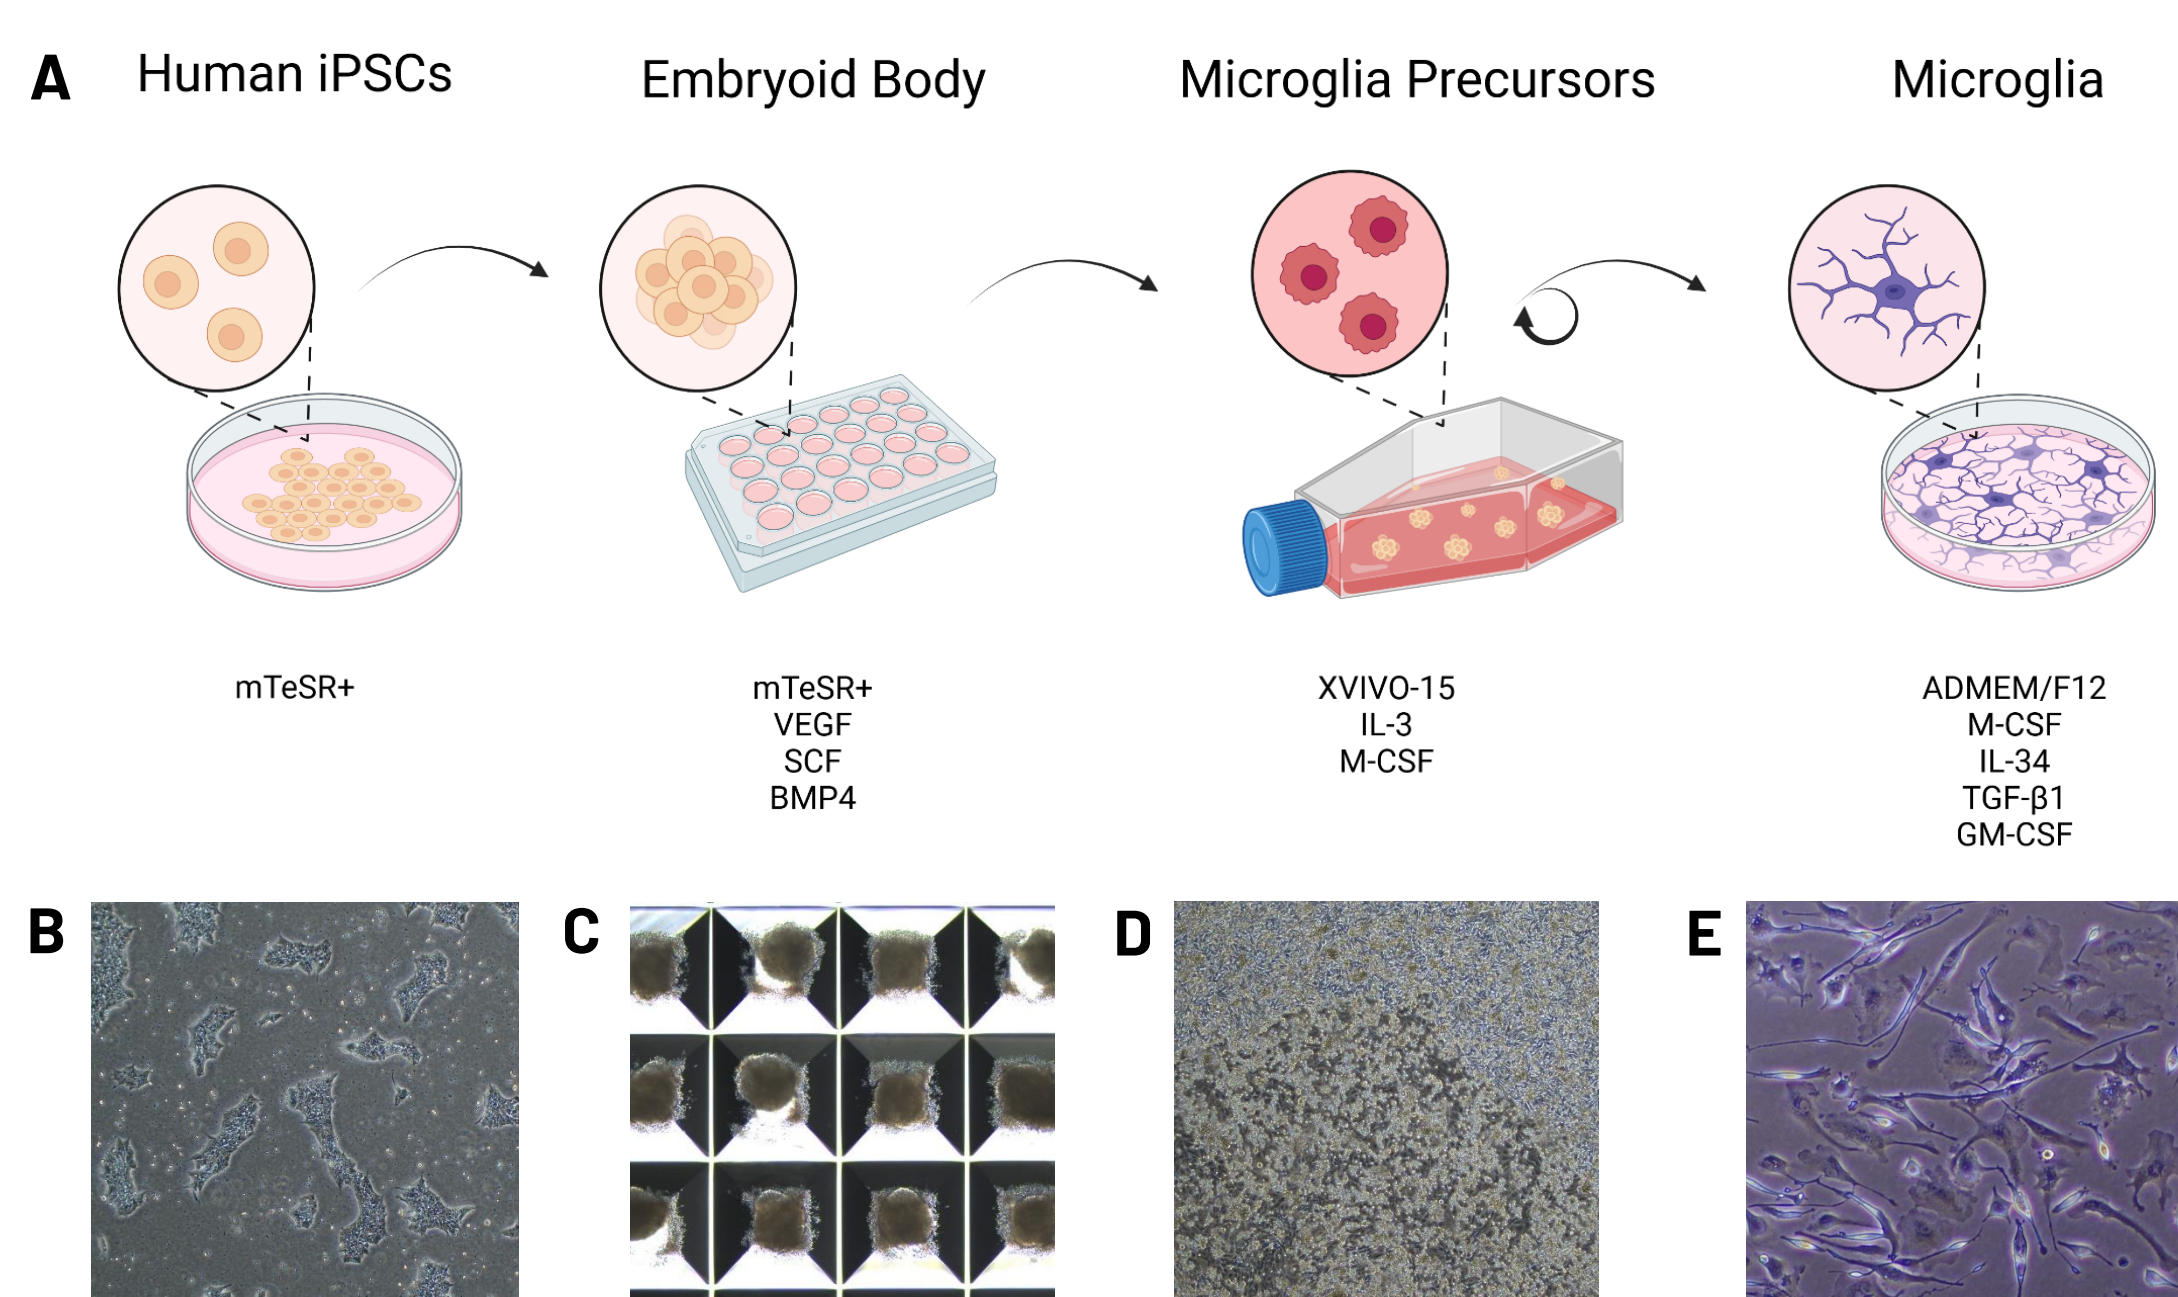 A
Human iPSCs
Embryoid Body
Microglia Precursors
Microglia
mTeSR+
mTeSR+
VEGF
SCF
BMP4
XVIVO-15
IL-3
M-CSF
ADMEM/F12
M-CSF
IL-34
TGF-β1
GM-CSF
B
C
D
E